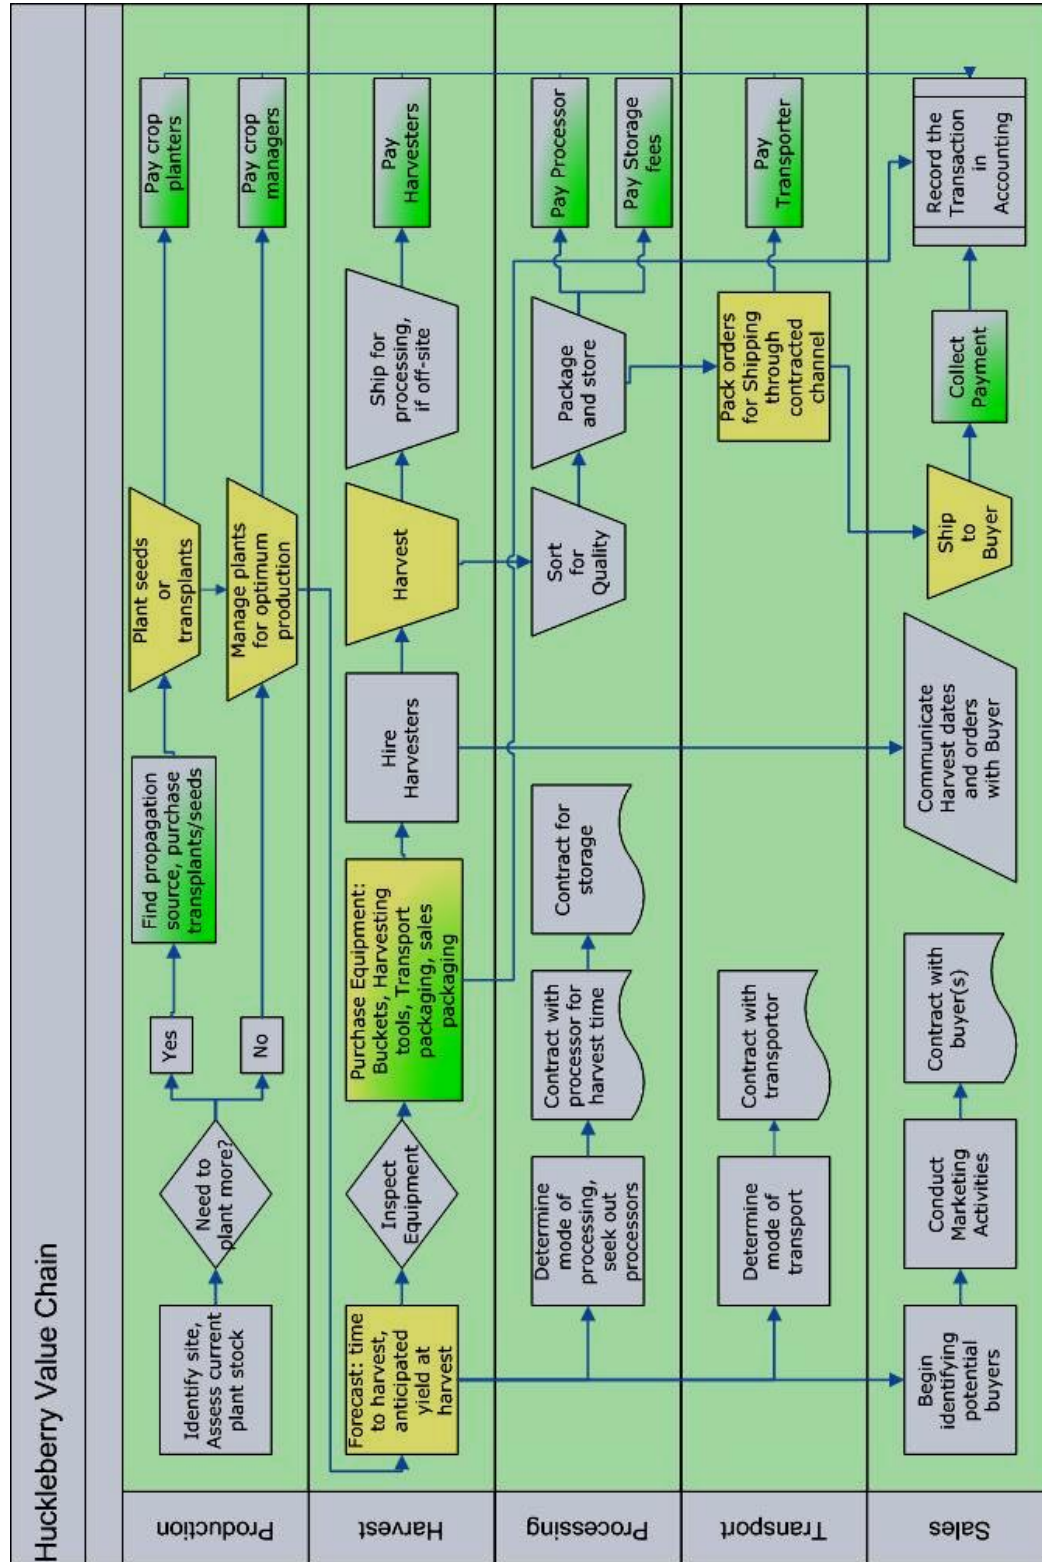 Huckleberry Value Chain
Production
Identify site,
Assess current
plant stock
Need to
plant more?
Yes
No
Find propagation
source, purchase
transplants/seeds
Plant seeds
or
transplants
Manage plants
for optimum
production
Pay crop
planters
Pay crop
managers
Harvest
Forecast: time
to harvest,
anticipated
yield at
harvest
Inspect
Equipment
Purchase Equipment:
Buckets, Harvesting
tools, Transport
packaging, sales
packaging
Hire
Harvesters
Harvest
Ship for
processing,
if off-site
Pay
Harvesters
Processing
Determine
mode of
processing,
seek out
processors
Contract with
processor for
harvest time
Contract for
storage
Sort
for
Quality
Package
and store
Pay Processor
Pay Storage
fees
Transport
Determine
mode of
transport
Contract with
transportor
Pack orders
for Shipping
through
contracted
channel
Pay
Transporter
Sales
Begin
identifying
potential
buyers
Conduct
Marketing
Activities
Contract with
buyer(s)
Communicate
Harvest dates
and orders
with Buyer
Ship
to
Buyer
Collect
Payment
Record the
Transaction
in
Accounting